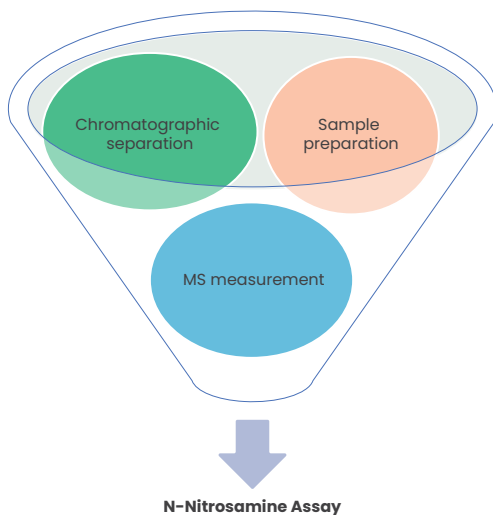 Chromatographic
separation
Sample
preparation
MS measurement
N-Nitrosamine Assay